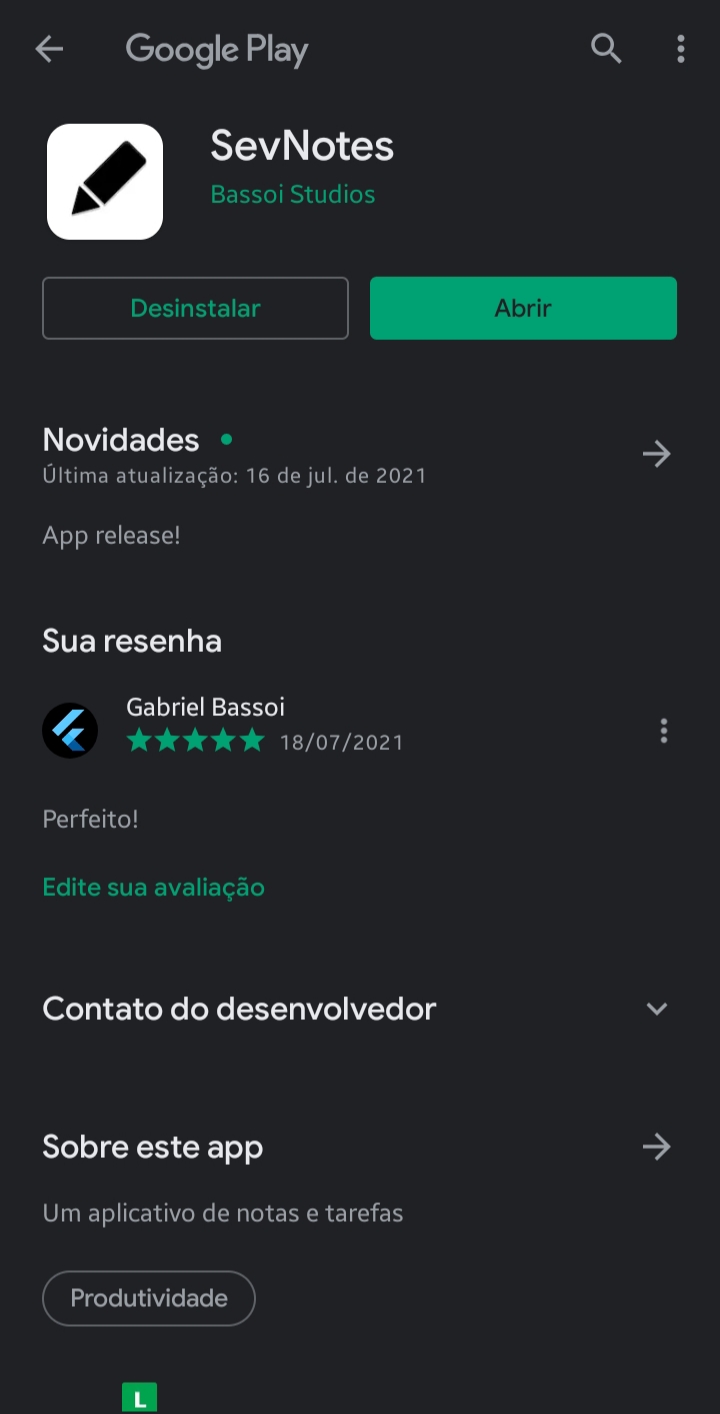 Google Play
SevNotes
Bassoi Studios
Desinstalar
Abrir
Novidades
Última atualização: 16 de jul. de 2021
App release!
Sua resenha
Gabriel Bassoi
18/07/2021
Perfeito!
Edite sua avaliação
Contato do desenvolvedor
Sobre este app
Um aplicativo de notas e tarefas
Produtividade
L